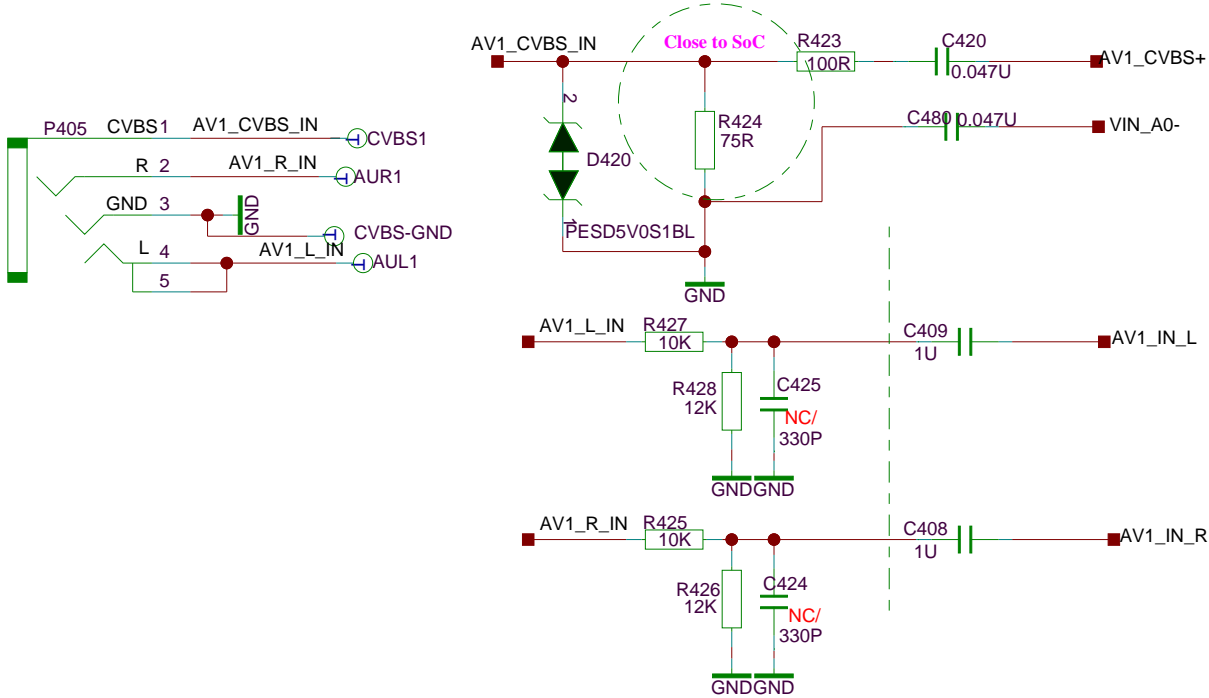 P405
CVBS 1 AV1_CVBS_IN CVBS1
R 2 AV1_R_IN AUR1
GND 3 GND
CVBS-GND
L 4 AV1_L_IN AUL1
5
AV1_CVBS_IN Close to SoC R423 C420 AV1_CVBS+
100R 0.047U
2 R424 C480 0.047U VIN_A0-
75R
D420
1 PESD5V0S1BL
GND
AV1_L_IN R427 C409 AV1_IN_L
10K 1U
R428 C425
12K NC/
330P
GND GND
AV1_R_IN R425 C408 AV1_IN_R
10K 1U
R426 C424
12K NC/
330P
GND GND